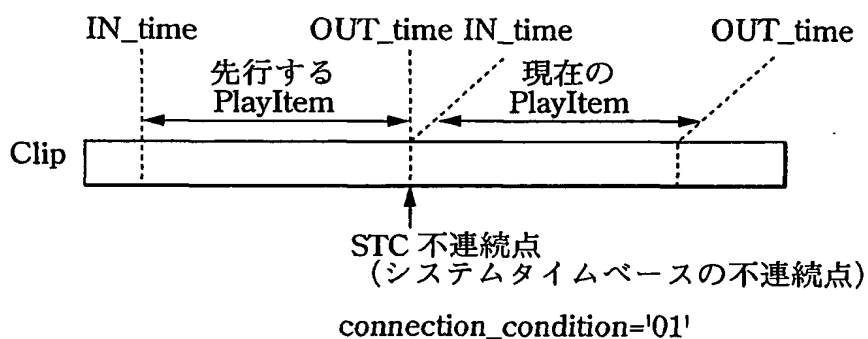 IN_time OUT_time IN_time OUT_time
先行する PlayItem
現在の PlayItem
Clip
STC 不連続点
(システムタイムベースの不連続点)
connection_condition='01'